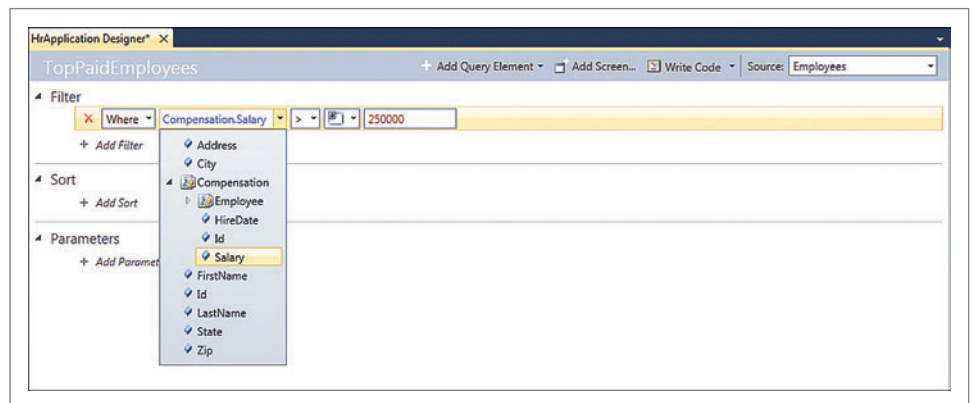 HrApplication Designer*
TopPaidEmployees
Add Query Element
Add Screen...
Write Code
Source:
Employees
Filter
Where
Compensation.Salary
>
250000
Add Filter
Address
City
Compensation
Employee
HireDate
Id
Salary
FirstName
Id
LastName
State
Zip
Sort
Add Sort
Parameters
Add Paramet